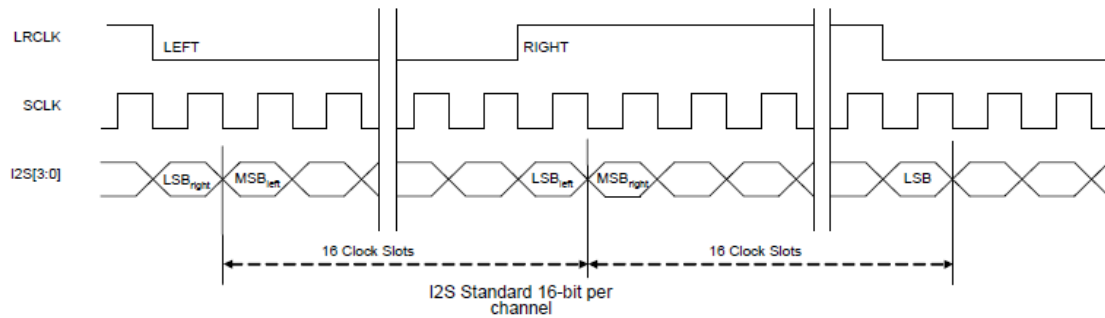 LRCLK
LEFT
RIGHT
SCLK
I2S[3:0]
LSBright
MSBleft
LSBleft
MSBright
LSB
16 Clock Slots
16 Clock Slots
I2S Standard 16-bit per
channel